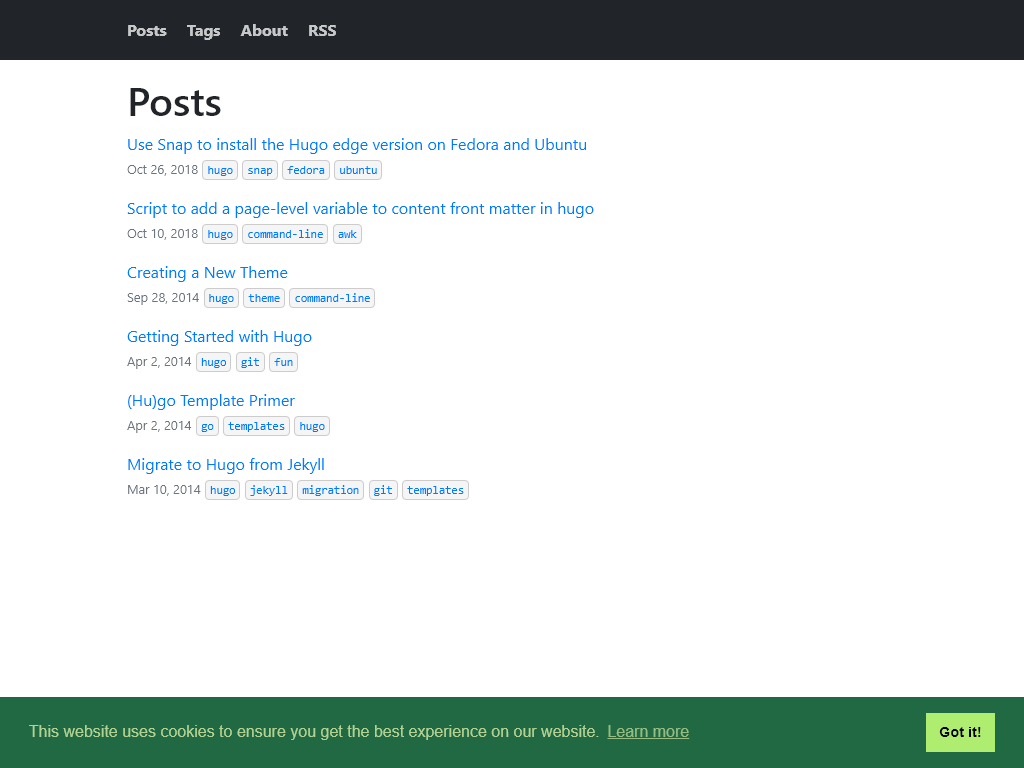 Posts Tags About RSS
Posts
Use Snap to install the Hugo edge version on Fedora and Ubuntu
Oct 26, 2018 hugo snap fedora ubuntu
Script to add a page-level variable to content front matter in hugo
Oct 10, 2018 hugo command-line awk
Creating a New Theme
Sep 28, 2014 hugo theme command-line
Getting Started with Hugo
Apr 2, 2014 hugo git fun
(Hu)go Template Primer
Apr 2, 2014 go templates hugo
Migrate to Hugo from Jekyll
Mar 10, 2014 hugo jekyll migration git templates
This website uses cookies to ensure you get the best experience on our website. Learn more Got it!